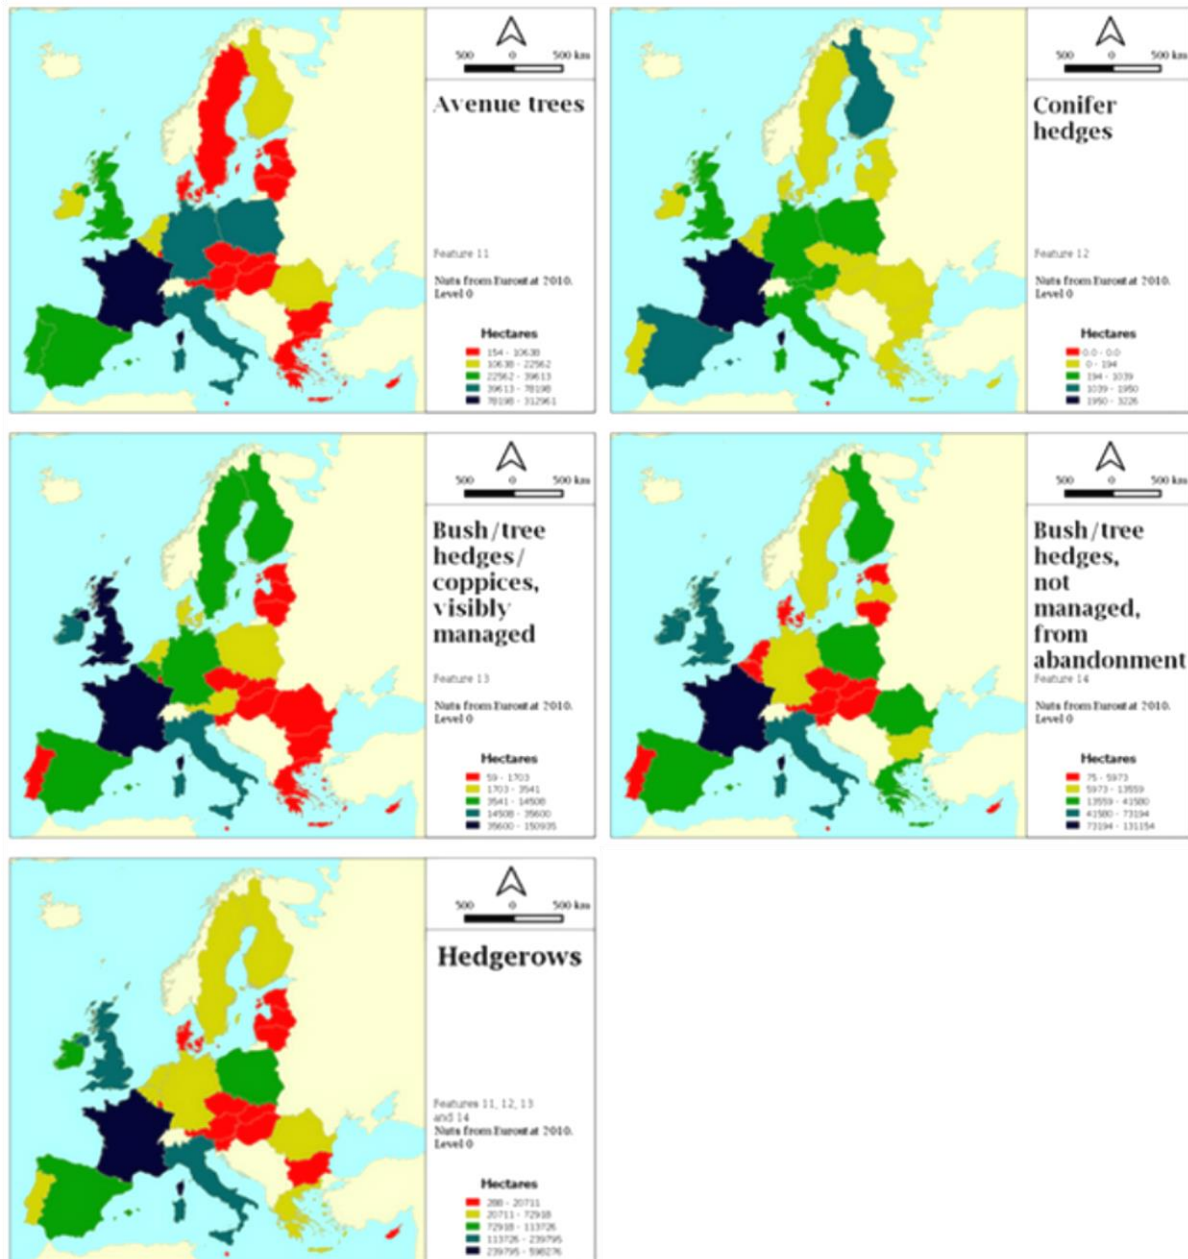 500 0 500 km
Avenue trees
Feature 11
Nuts from Eurostat 2010.
Level 0
Hectares
154 - 10638
10638 - 22562
22562 - 39613
39613 - 78198
78198 - 312961
500 0 500 km
Conifer
hedges
Feature 12
Nuts from Eurostat 2010.
Level 0
Hectares
0.0 - 0.0
0 - 194
194 - 1039
1039 - 1950
1950 - 3226
500 0 500 km
Bush/tree
hedges/
coppices,
visibly
managed
Feature 13
Nuts from Eurostat 2010.
Level 0
Hectares
59 - 1703
1703 - 3541
3541 - 14508
14508 - 35600
35600 - 150935
500 0 500 km
Bush/tree
hedges,
not
managed,
from
abandonment
Feature 14
Nuts from Eurostat 2010.
Level 0
Hectares
75 - 5973
5973 - 13559
13559 - 41580
41580 - 73194
73194 - 131154
500 0 500 km
Hedgerows
Features 11, 12, 13
and 14
Nuts from Eurostat 2010.
Level 0
Hectares
288 - 20711
20711 - 72918
72918 - 113726
113726 - 239795
239795 - 598276